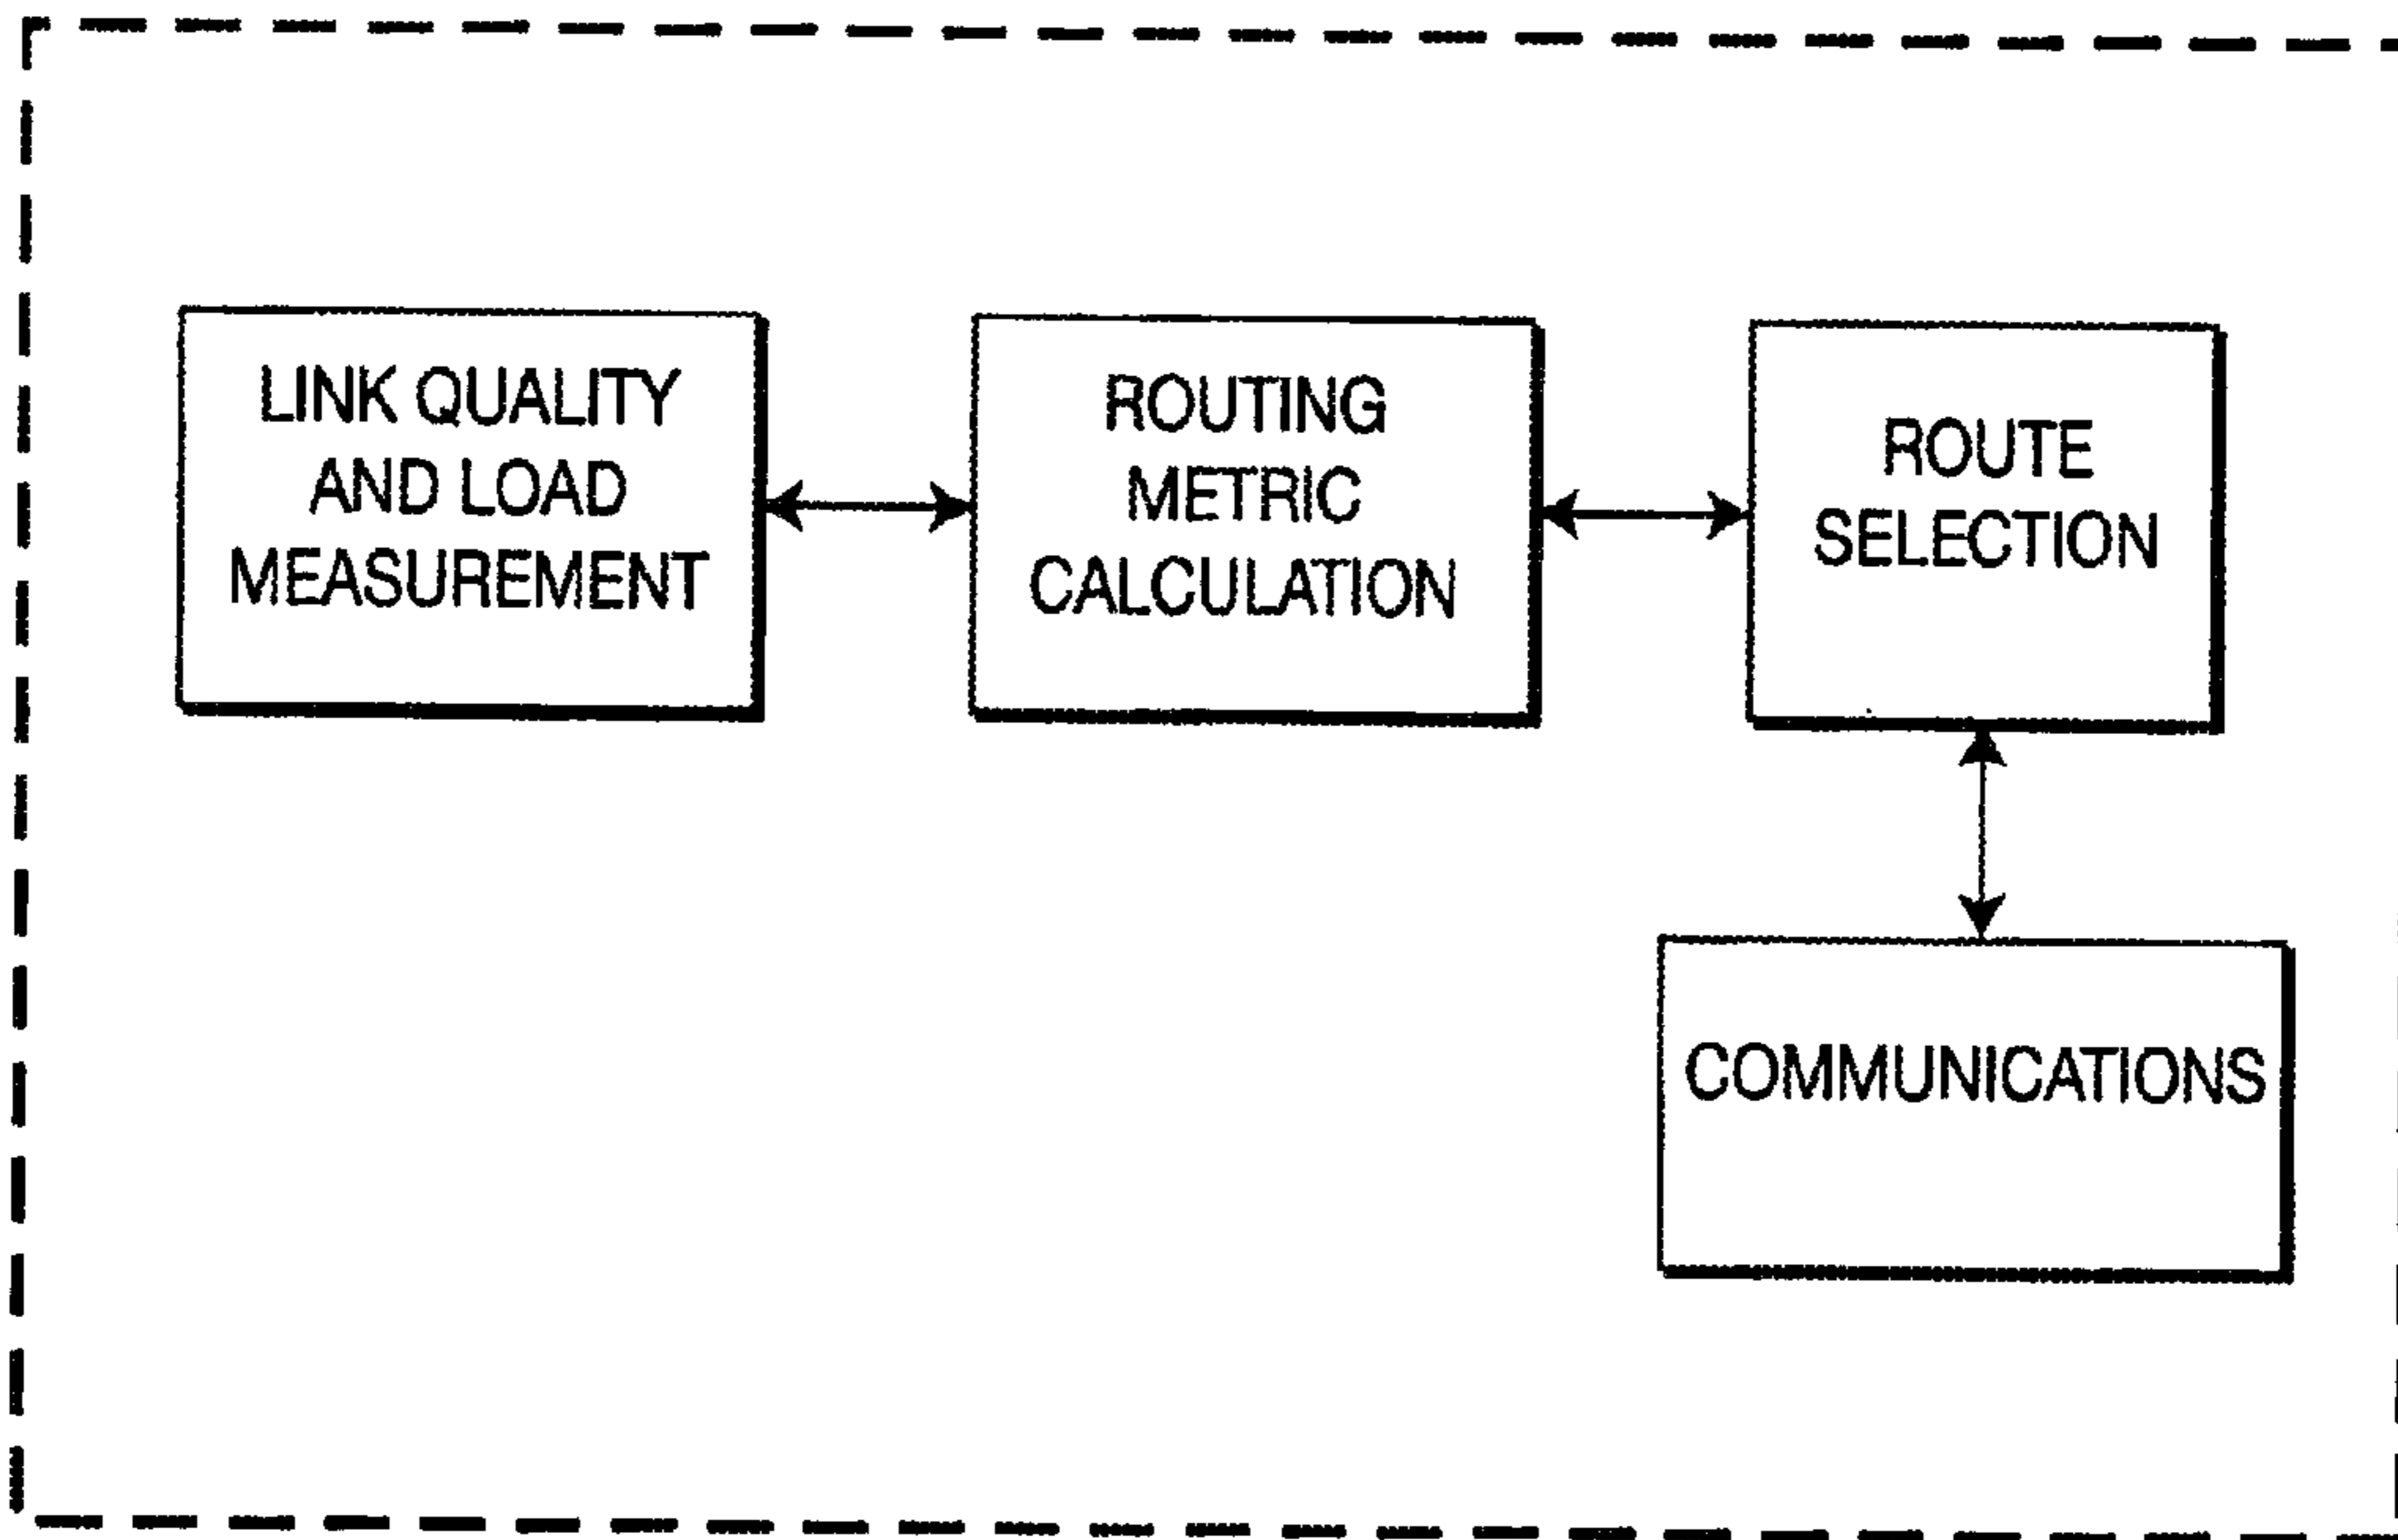 LINK QUALITY
AND LOAD
MEASUREMENT
ROUTING
METRIC
CALCULATION
ROUTE
SELECTION
COMMUNICATIONS